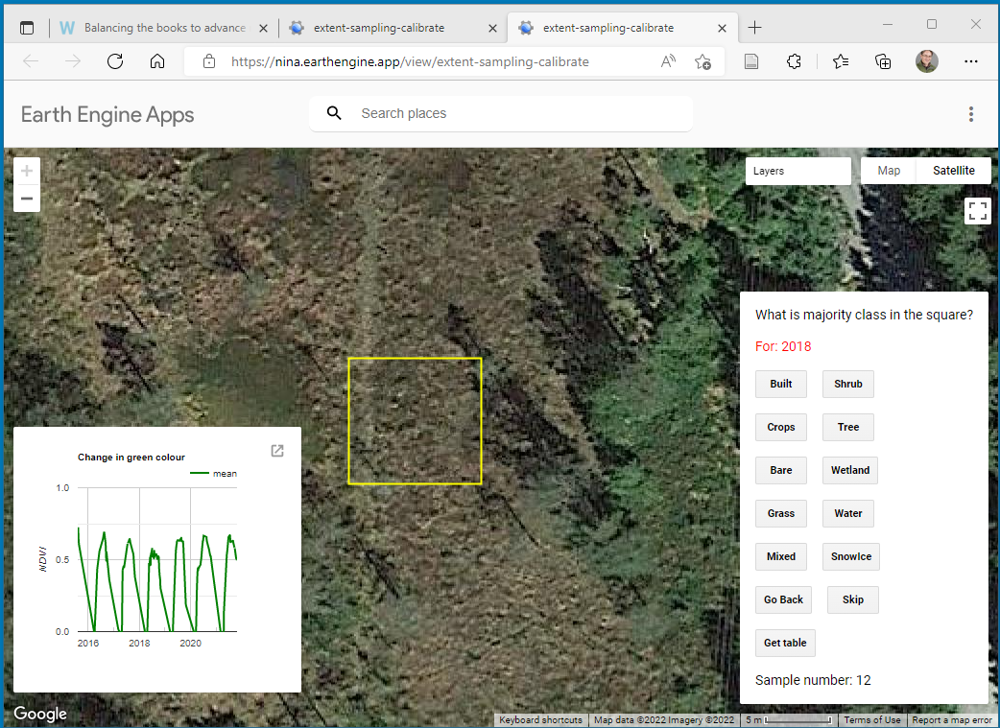 W Balancing the books to advance
extent-sampling-calibrate
extent-sampling-calibrate
https://nina.earthengine.app/view/extent-sampling-calibrate
Earth Engine Apps
Search places
Layers
Map
Satellite
What is majority class in the square?
For: 2018
Built
Shrub
Crops
Tree
Bare
Wetland
Grass
Water
Mixed
SnowIce
Go Back
Skip
Get table
Sample number: 12
Change in green colour
mean
1.0
NDVI
0.5
0.0
2016
2018
2020
Google
Keyboard shortcuts
Map data ©2022 Imagery ©2022
5 m
Terms of Use
Report a map error